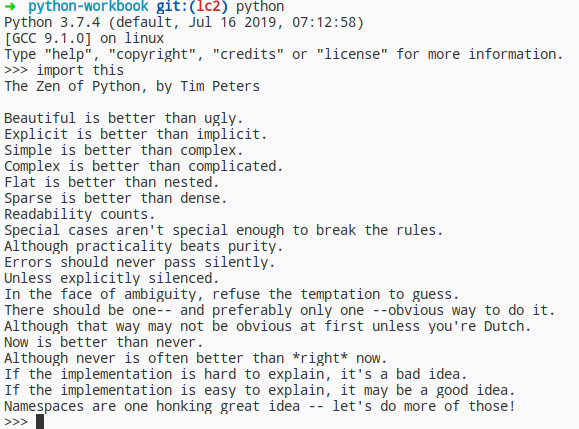 ➜ python-workbook git:(lc2) python
Python 3.7.4 (default, Jul 16 2019, 07:12:58)
[GCC 9.1.0] on linux
Type "help", "copyright", "credits" or "license" for more information.
>>> import this
The Zen of Python, by Tim Peters

Beautiful is better than ugly.
Explicit is better than implicit.
Simple is better than complex.
Complex is better than complicated.
Flat is better than nested.
Sparse is better than dense.
Readability counts.
Special cases aren't special enough to break the rules.
Although practicality beats purity.
Errors should never pass silently.
Unless explicitly silenced.
In the face of ambiguity, refuse the temptation to guess.
There should be one-- and preferably only one --obvious way to do it.
Although that way may not be obvious at first unless you're Dutch.
Now is better than never.
Although never is often better than *right* now.
If the implementation is hard to explain, it's a bad idea.
If the implementation is easy to explain, it may be a good idea.
Namespaces are one honking great idea -- let's do more of those!
>>>